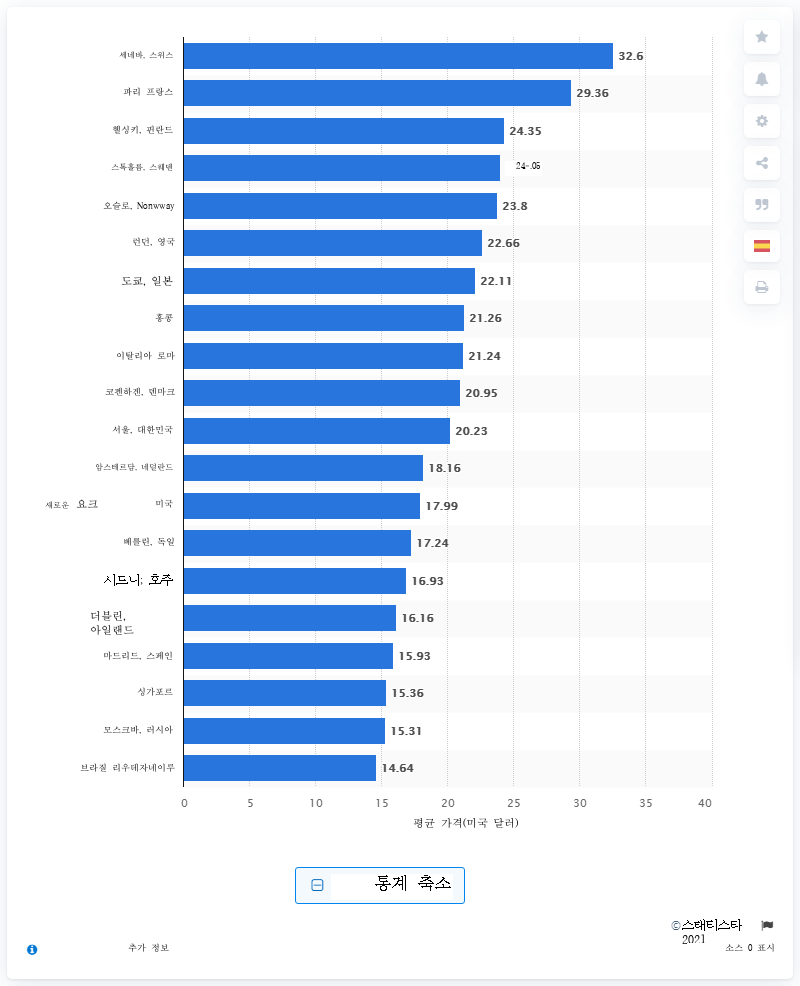 세네바, 스위스 32.6
파리 프랑스 29.36
헬싱키, 핀란드 24.35
스톡홀름, 스웨덴 24-.05
오슬로, Nonwway 23.8
런던, 영국 22.66
도쿄, 일본 22.11
홍콩 21.26
이탈리아 로마 21.24
코펜하겐, 덴마크 20.95
서울, 대한민국 20.23
암스테르담, 네덜란드 18.16
새로운 요크 미국 17.99
베를린, 독일 17.24
시드니; 호주 16.93
더블린, 16.16
아일랜드
마드리드, 스페인 15.93
싱가포르 15.36
모스크바, 러시아 15.31
브라질 리우데자네이루 14.64
0 5 10 15 20 25 30 35 40
평균 가격(미국 달러)
통계 축소
©스태티스타
2021
추가 정보 소스 0 표시